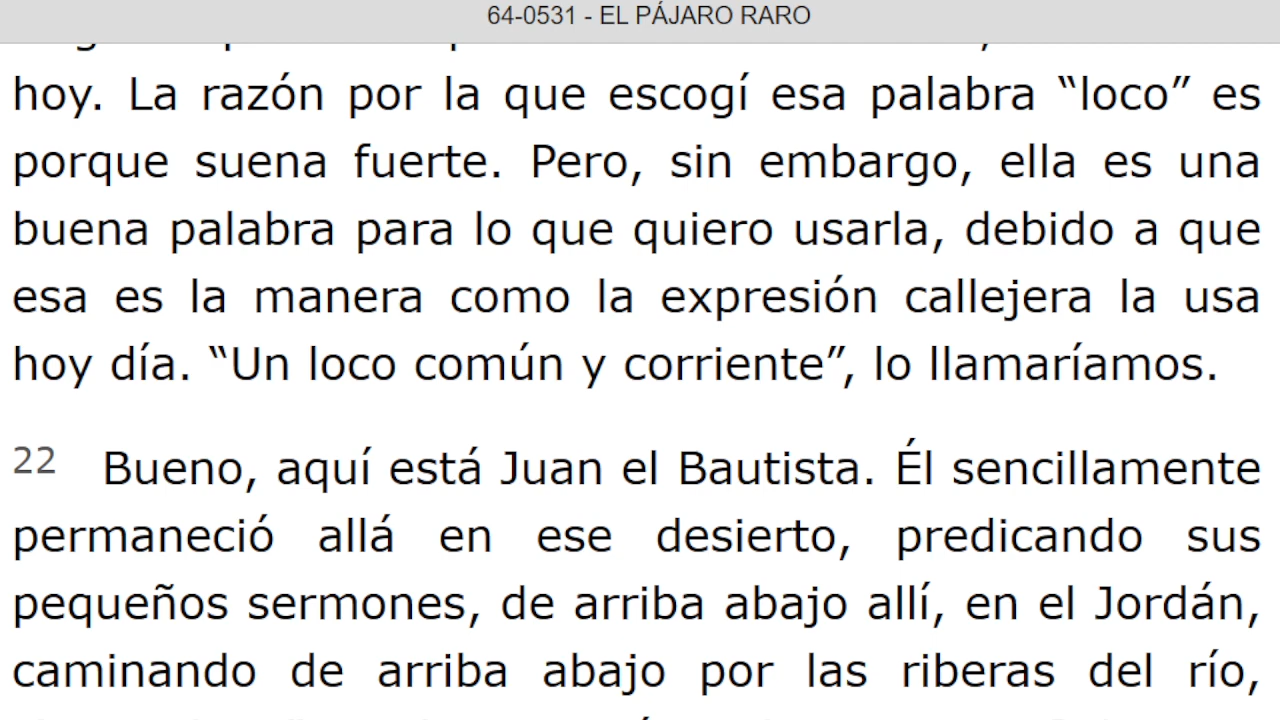 64-0531 - EL PÁJARO RARO
hoy. La razón por la que escogí esa palabra “loco” es
porque suena fuerte. Pero, sin embargo, ella es una
buena palabra para lo que quiero usarla, debido a que
esa es la manera como la expresión callejera la usa
hoy día. “Un loco común y corriente”, lo llamaríamos.
22 Bueno, aquí está Juan el Bautista. Él sencillamente
permaneció allá en ese desierto, predicando sus
pequeños sermones, de arriba abajo allí, en el Jordán,
caminando de arriba abajo por las riberas del río,